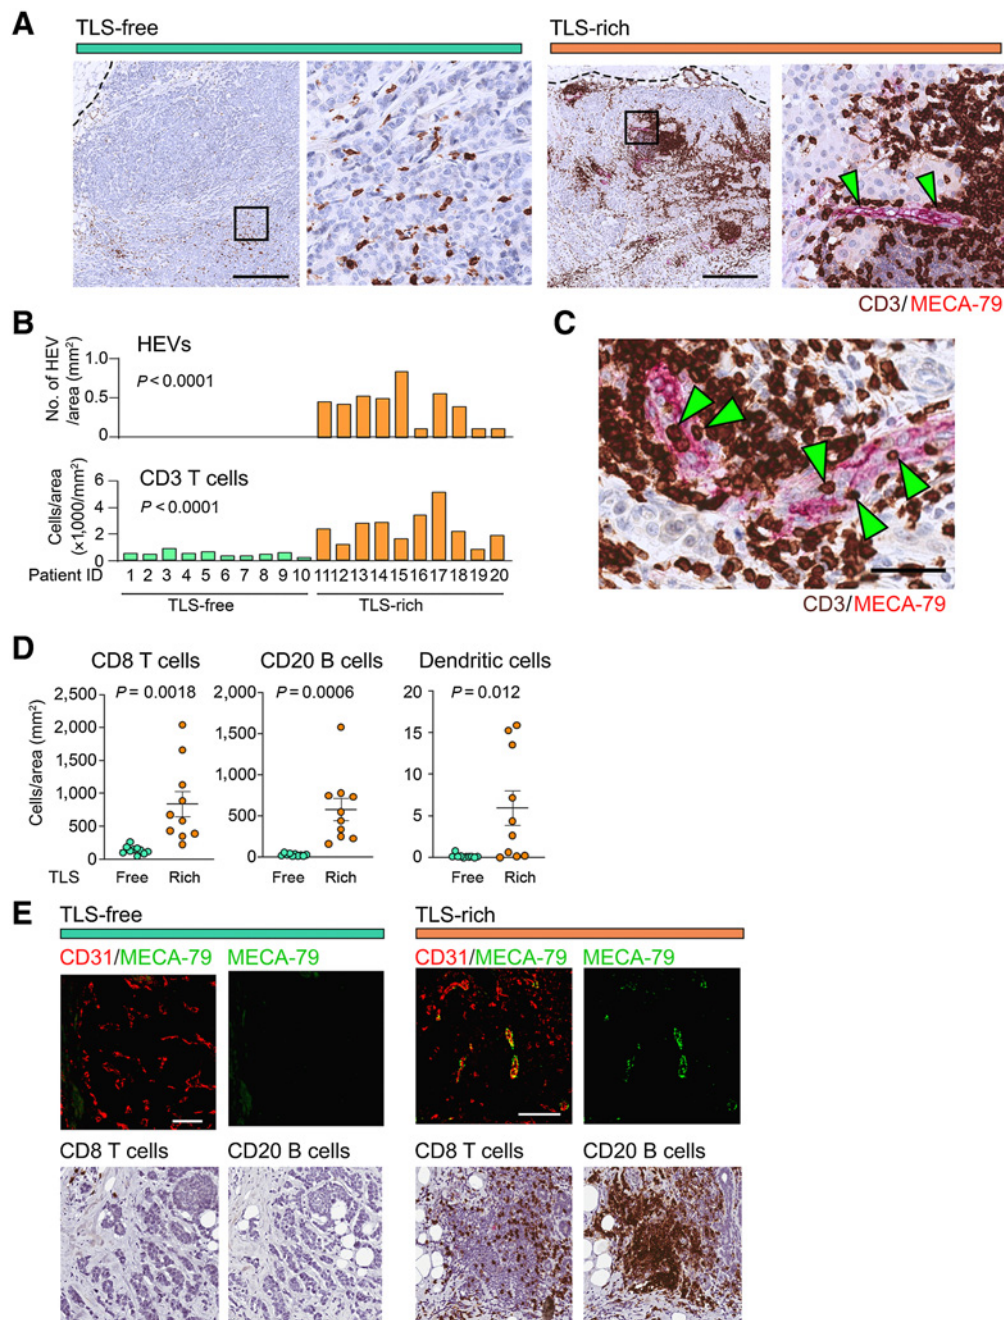 A
TLS-free
TLS-rich
CD3/MECA-79
B
HEVs
P < 0.0001
No. of HEV
/area (mm²)
1.0
0.5
0
CD3 T cells
P < 0.0001
Cells/area
(×1,000/mm²)
6
4
2
0
Patient ID 1 2 3 4 5 6 7 8 9 10 11 12 13 14 15 16 17 18 19 20
TLS-free TLS-rich
C
CD3/MECA-79
D
CD8 T cells
P = 0.0018
Cells/area (mm²)
2,500
2,000
1,500
1,000
500
0
TLS Free Rich
CD20 B cells
P = 0.0006
2,000
1,500
1,000
500
0
Free Rich
Dendritic cells
P = 0.012
20
15
10
5
0
Free Rich
E
TLS-free
TLS-rich
CD31/MECA-79 MECA-79
CD31/MECA-79 MECA-79
CD8 T cells CD20 B cells
CD8 T cells CD20 B cells